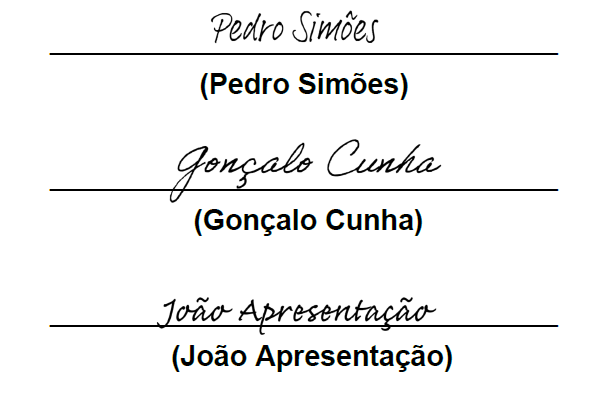 Pedro Simões
(Pedro Simões)
Gonçalo Cunha
(Gonçalo Cunha)
João Apresentação
(João Apresentação)